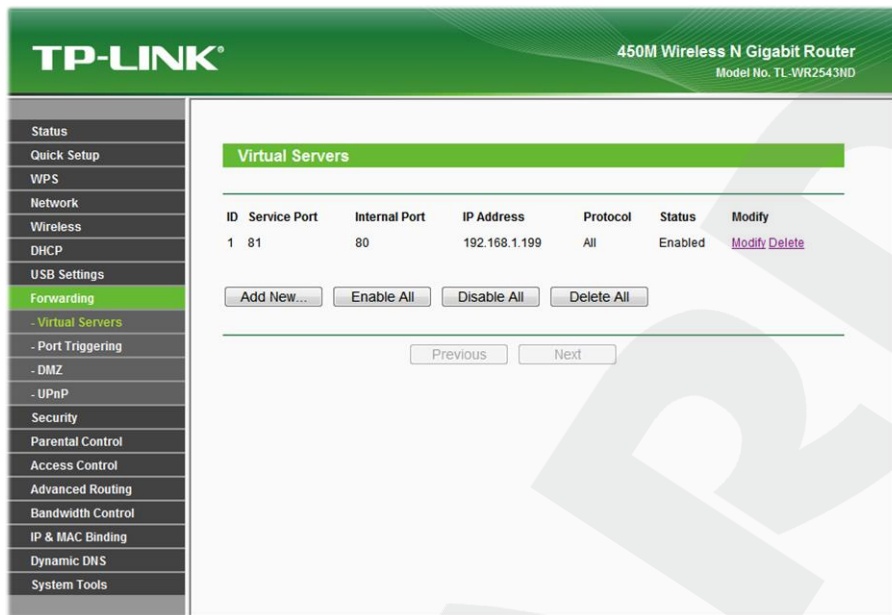 TP-LINK®
450M Wireless N Gigabit Router
Model No. TL-WR2543ND
Status
Quick Setup
WPS
Network
Wireless
DHCP
USB Settings
Forwarding
- Virtual Servers
- Port Triggering
- DMZ
- UPnP
Security
Parental Control
Access Control
Advanced Routing
Bandwidth Control
IP & MAC Binding
Dynamic DNS
System Tools
Virtual Servers
ID Service Port Internal Port IP Address Protocol Status Modify
1 81 80 192.168.1.199 All Enabled Modify Delete
Add New... Enable All Disable All Delete All
Previous Next